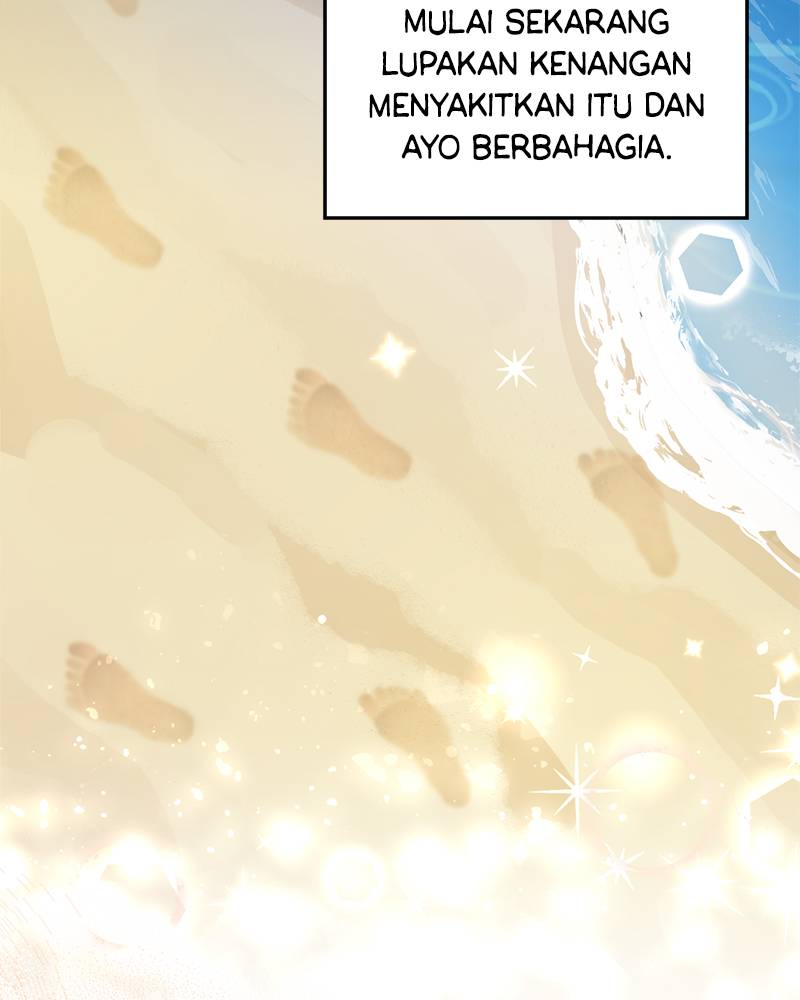 MULAI SEKARANG
LUPAKAN KENANGAN
MENYAKITKAN ITU DAN
AYO BERBAHAGIA.